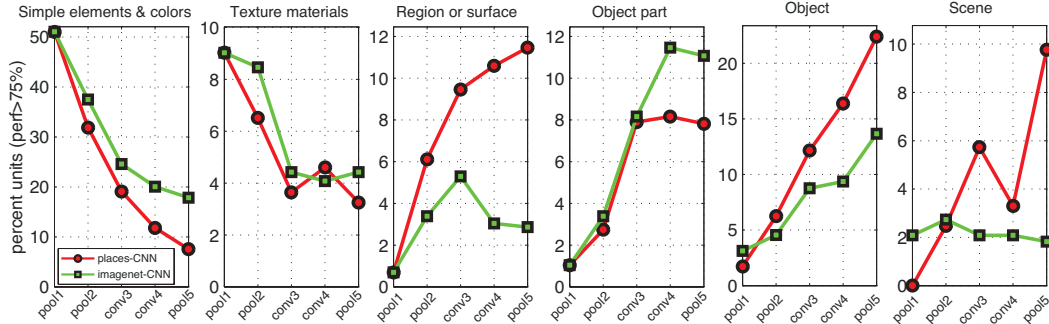 Simple elements & colors
percent units (perf>75%)
50
40
30
20
10
0
places-CNN
imagenet-CNN
pool1 pool2 conv3 conv4 pool5
Texture materials
10
8
6
4
2
0
pool1 pool2 conv3 conv4 pool5
Region or surface
12
10
8
6
4
2
0
pool1 pool2 conv3 conv4 pool5
Object part
12
10
8
6
4
2
0
pool1 pool2 conv3 conv4 pool5
Object
20
15
10
5
0
pool1 pool2 conv3 conv4 pool5
Scene
10
8
6
4
2
0
pool1 pool2 conv3 conv4 pool5